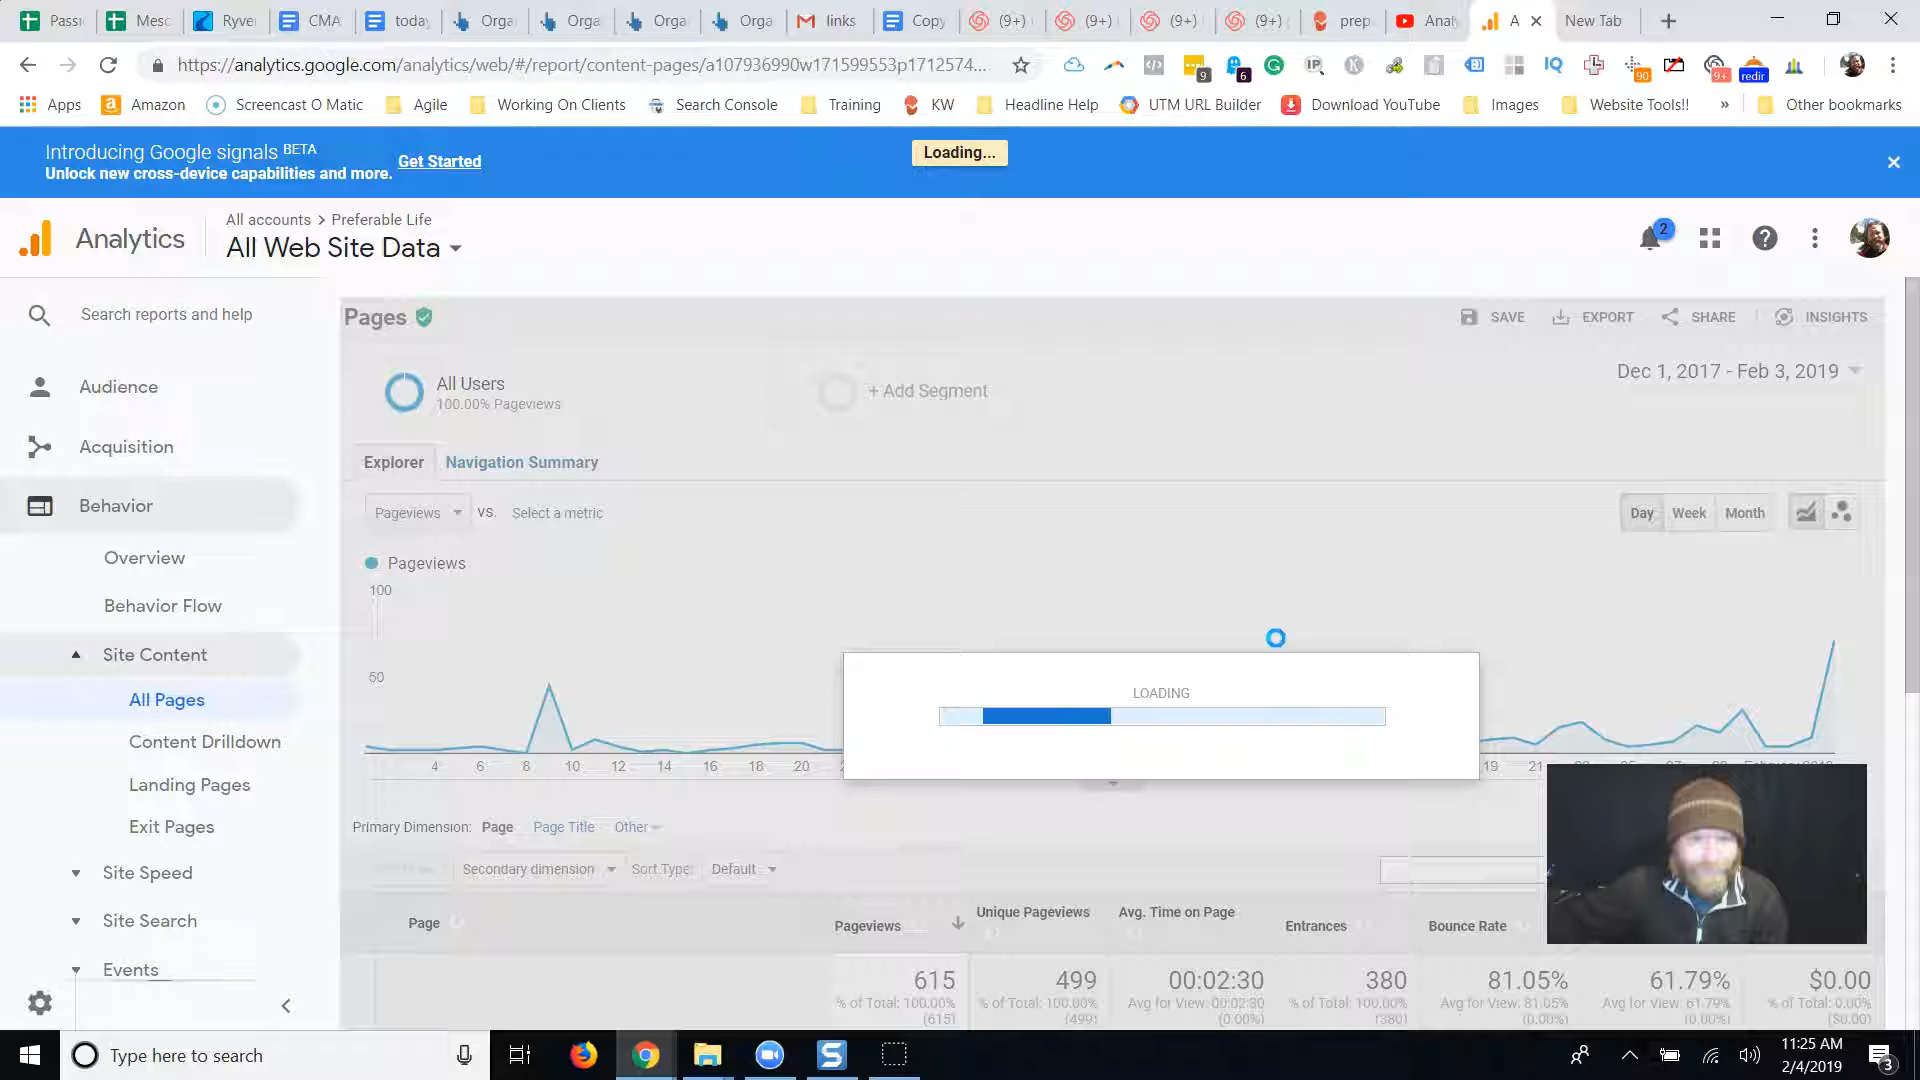 Passi
Mesc
Ryve
CMA
today
Orga
Orga
Orga
Orga
links
Copy
(9+)
(9+)
(9+)
(9+)
prep
Analy
A
New Tab
https://analytics.google.com/analytics/web/#/report/content-pages/a107936990w171599553p1712574...
9
6
IP
IQ
90
9+
redir
Apps
Amazon
Screencast O Matic
Agile
Working On Clients
Search Console
Training
KW
Headline Help
UTM URL Builder
Download YouTube
Images
Website Tools!!
»
Other bookmarks
Introducing Google signals BETA
Unlock new cross-device capabilities and more.
Get Started
Loading...
Analytics
All accounts > Preferable Life
All Web Site Data
2
Search reports and help
Audience
Acquisition
Behavior
Overview
Behavior Flow
Site Content
All Pages
Content Drilldown
Landing Pages
Exit Pages
Site Speed
Site Search
Events
Pages
SAVE
EXPORT
SHARE
INSIGHTS
All Users
100.00% Pageviews
+ Add Segment
Dec 1, 2017 - Feb 3, 2019
Explorer
Navigation Summary
Pageviews
VS.
Select a metric
Day
Week
Month
Pageviews
100
50
LOADING
4 6 8 10 12 14 16 18 20
19 21
Primary Dimension: Page Page Title Other
Secondary dimension
Sort Type: Default
Page
Pageviews
Unique Pageviews
Avg. Time on Page
Entrances
Bounce Rate
615
% of Total: 100.00%
(615)
499
% of Total: 100.00%
(499)
00:02:30
Avg for View: 00:02:30
(0.00%)
380
% of Total: 100.00%
(380)
81.05%
Avg for View: 81.05%
(0.00%)
61.79%
Avg for View: 61.79%
(0.00%)
$0.00
% of Total: 0.00%
($0.00)
Type here to search
11:25 AM
2/4/2019
3